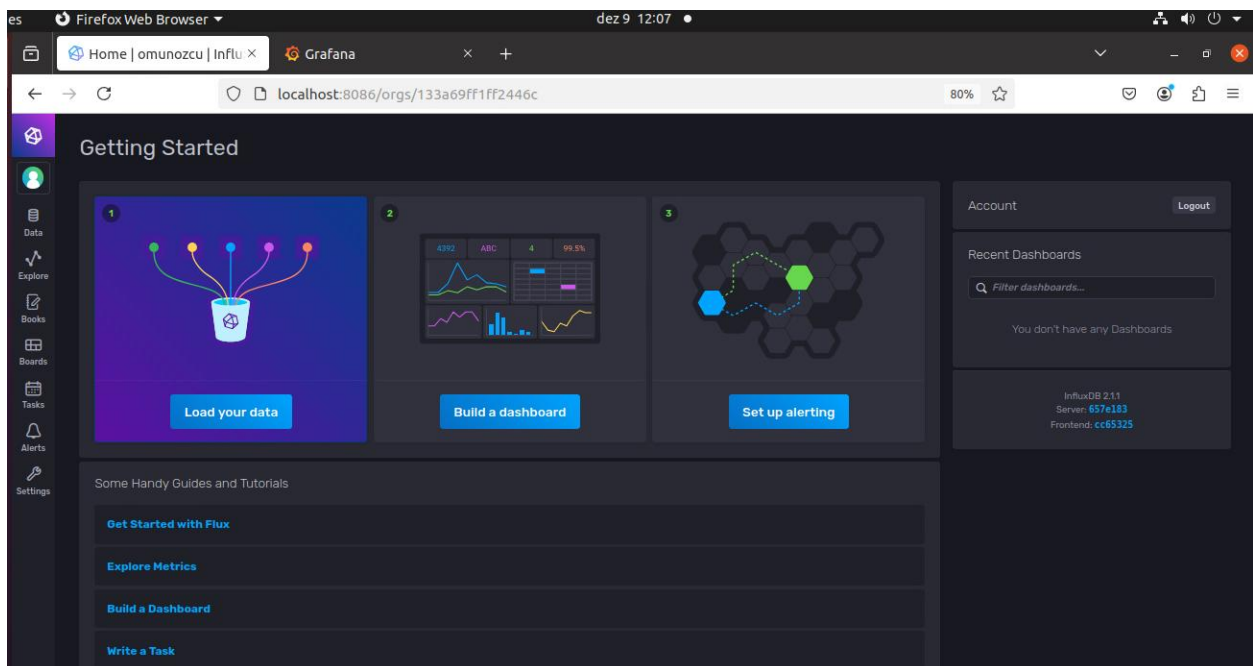 es Firefox Web Browser dez 9 12:07
Home | omunozcu | Influ Grafana
localhost:8086/orgs/133a69ff1ff2446c 80%
Getting Started
Data
Explore
Books
Boards
Tasks
Alerts
Settings
1
Load your data
2
4392 ABC 4 99.5%
Build a dashboard
3
Set up alerting
Some Handy Guides and Tutorials
Get Started with Flux
Explore Metrics
Build a Dashboard
Write a Task
Account Logout
Recent Dashboards
Filter dashboards...
You don't have any Dashboards
InfluxDB 2.1.1
Server: 657e183
Frontend: cc65325